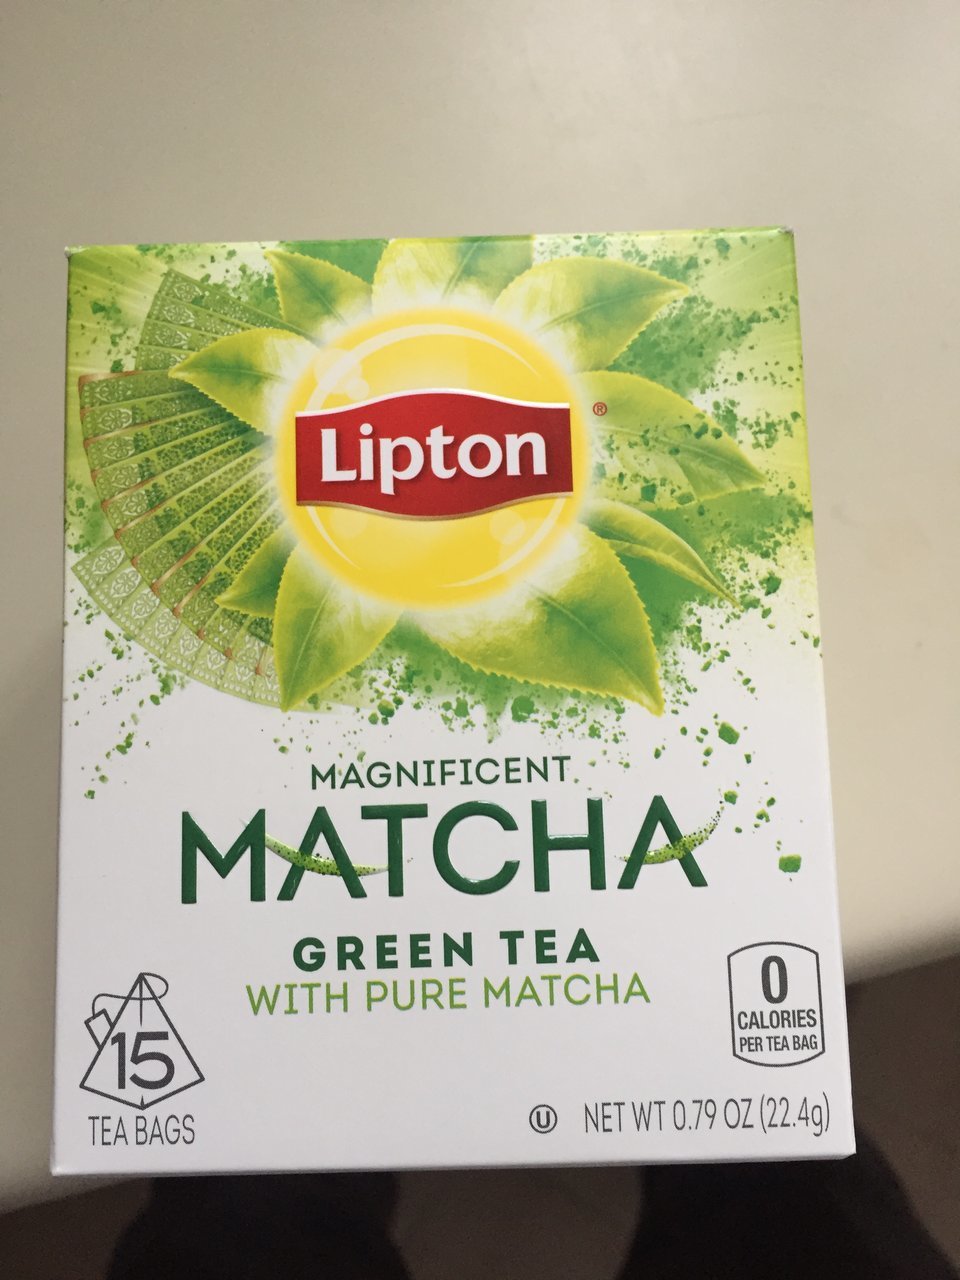 Lipton®
MAGNIFICENT
MATCHA
GREEN TEA
WITH PURE MATCHA
15
TEA BAGS
0
CALORIES
PER TEA BAG
U NET WT 0.79 OZ (22.4g)